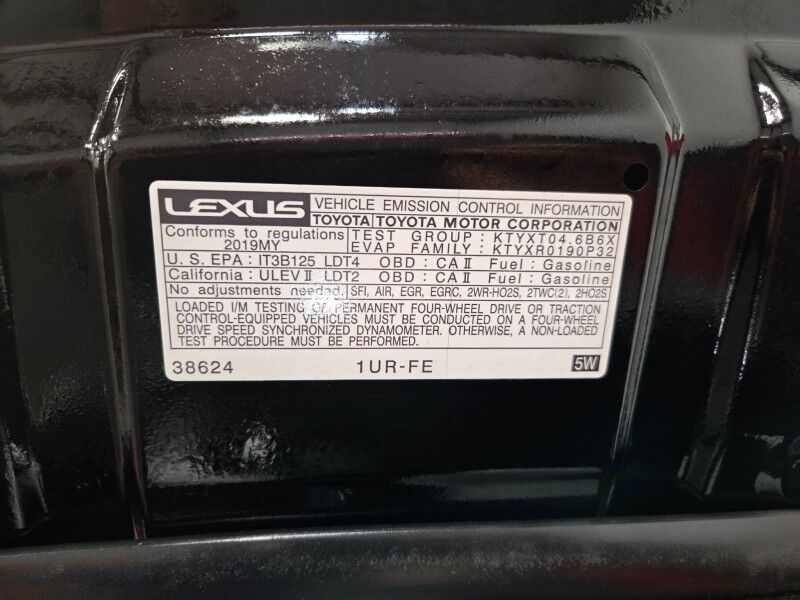 LEXUS VEHICLE EMISSION CONTROL INFORMATION
TOYOTA TOYOTA MOTOR CORPORATION
Conforms to regulations TEST GROUP : KTYXT04.6B6X
2019MY EVAP FAMILY : KTYXR0190P32
U. S. EPA : IT3B125 LDT4 OBD : CA II Fuel : Gasoline
California : ULEV II LDT2 OBD : CA II Fuel : Gasoline
No adjustments needed. SFI, AIR, EGR, EGRC, 2WR-HO2S, 2TWC(2), 2HO2S
LOADED I/M TESTING OF PERMANENT FOUR-WHEEL DRIVE OR TRACTION
CONTROL-EQUIPPED VEHICLES MUST BE CONDUCTED ON A FOUR-WHEEL
DRIVE SPEED SYNCHRONIZED DYNAMOMETER. OTHERWISE, A NON-LOADED
TEST PROCEDURE MUST BE PERFORMED.
38624 1UR-FE 5W